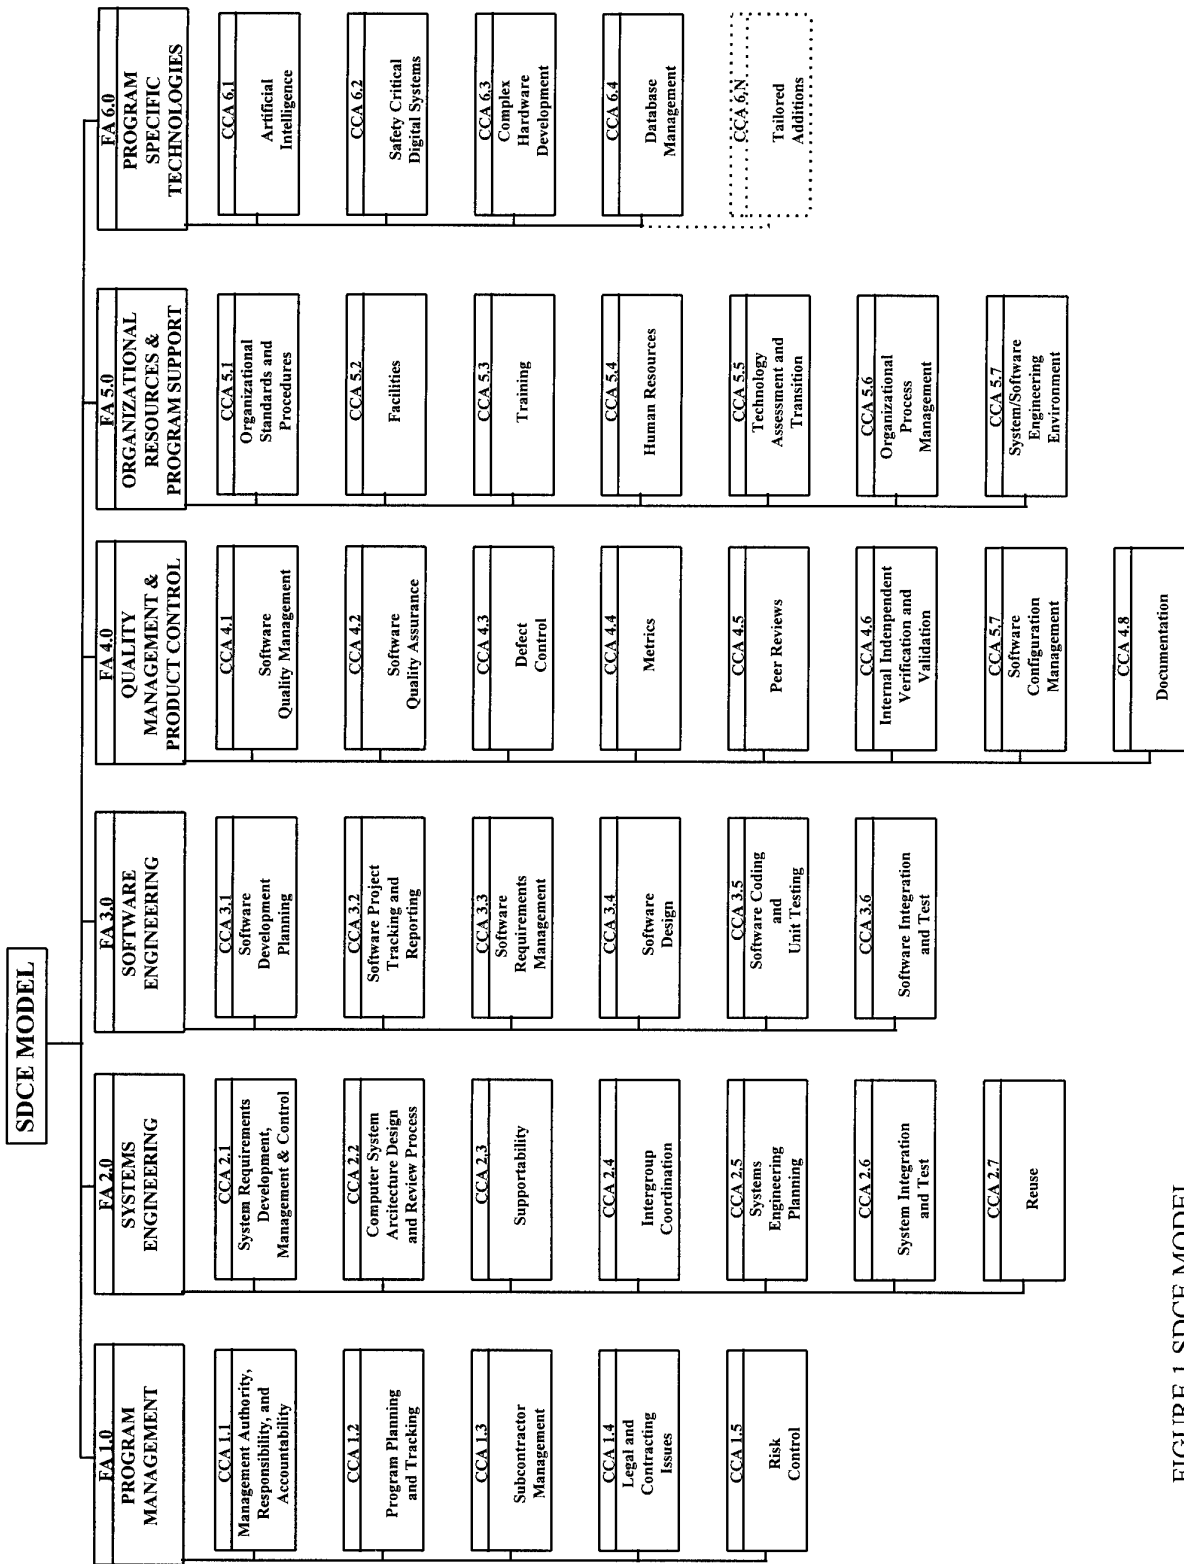 SDCE MODEL
FA 1.0
PROGRAM
MANAGEMENT
CCA 1.1
Management Authority,
Responsibility, and
Accountability
CCA 1.2
Program Planning
and Tracking
CCA 1.3
Subcontractor
Management
CCA 1.4
Legal and
Contracting
Issues
CCA 1.5
Risk
Control
FA 2.0
SYSTEMS
ENGINEERING
CCA 2.1
System Requirements
Development,
Management & Control
CCA 2.2
Computer System
Arcitecture Design
and Review Process
CCA 2.3
Supportability
CCA 2.4
Intergroup
Coordination
CCA 2.5
Systems
Engineering
Planning
CCA 2.6
System Integration
and Test
CCA 2.7
Reuse
FA 3.0
SOFTWARE
ENGINEERING
CCA 3.1
Software
Development
Planning
CCA 3.2
Software Project
Tracking and
Reporting
CCA 3.3
Software
Requirements
Management
CCA 3.4
Software
Design
CCA 3.5
Software Coding
and
Unit Testing
CCA 3.6
Software Integration
and Test
FA 4.0
QUALITY
MANAGEMENT &
PRODUCT CONTROL
CCA 4.1
Software
Quality Management
CCA 4.2
Software
Quality Assurance
CCA 4.3
Defect
Control
CCA 4.4
Metrics
CCA 4.5
Peer Reviews
CCA 4.6
Internal Indenpendent
Verification and
Validation
CCA 5.7
Software
Configuration
Management
CCA 4.8
Documentation
FA 5.0
ORGANIZATIONAL
RESOURCES &
PROGRAM SUPPORT
CCA 5.1
Organizational
Standards and
Procedures
CCA 5.2
Facilities
CCA 5.3
Training
CCA 5.4
Human Resources
CCA 5.5
Technology
Assessment and
Transition
CCA 5.6
Organizational
Process
Management
CCA 5.7
System/Software
Engineering
Environment
FA 6.0
PROGRAM
SPECIFIC
TECHNOLOGIES
CCA 6.1
Artificial
Intelligence
CCA 6.2
Safety Critical
Digital Systems
CCA 6.3
Complex
Hardware
Development
CCA 6.4
Database
Management
CCA 6.N
Tailored
Additions
FIGURE 1 SDCE MODEL